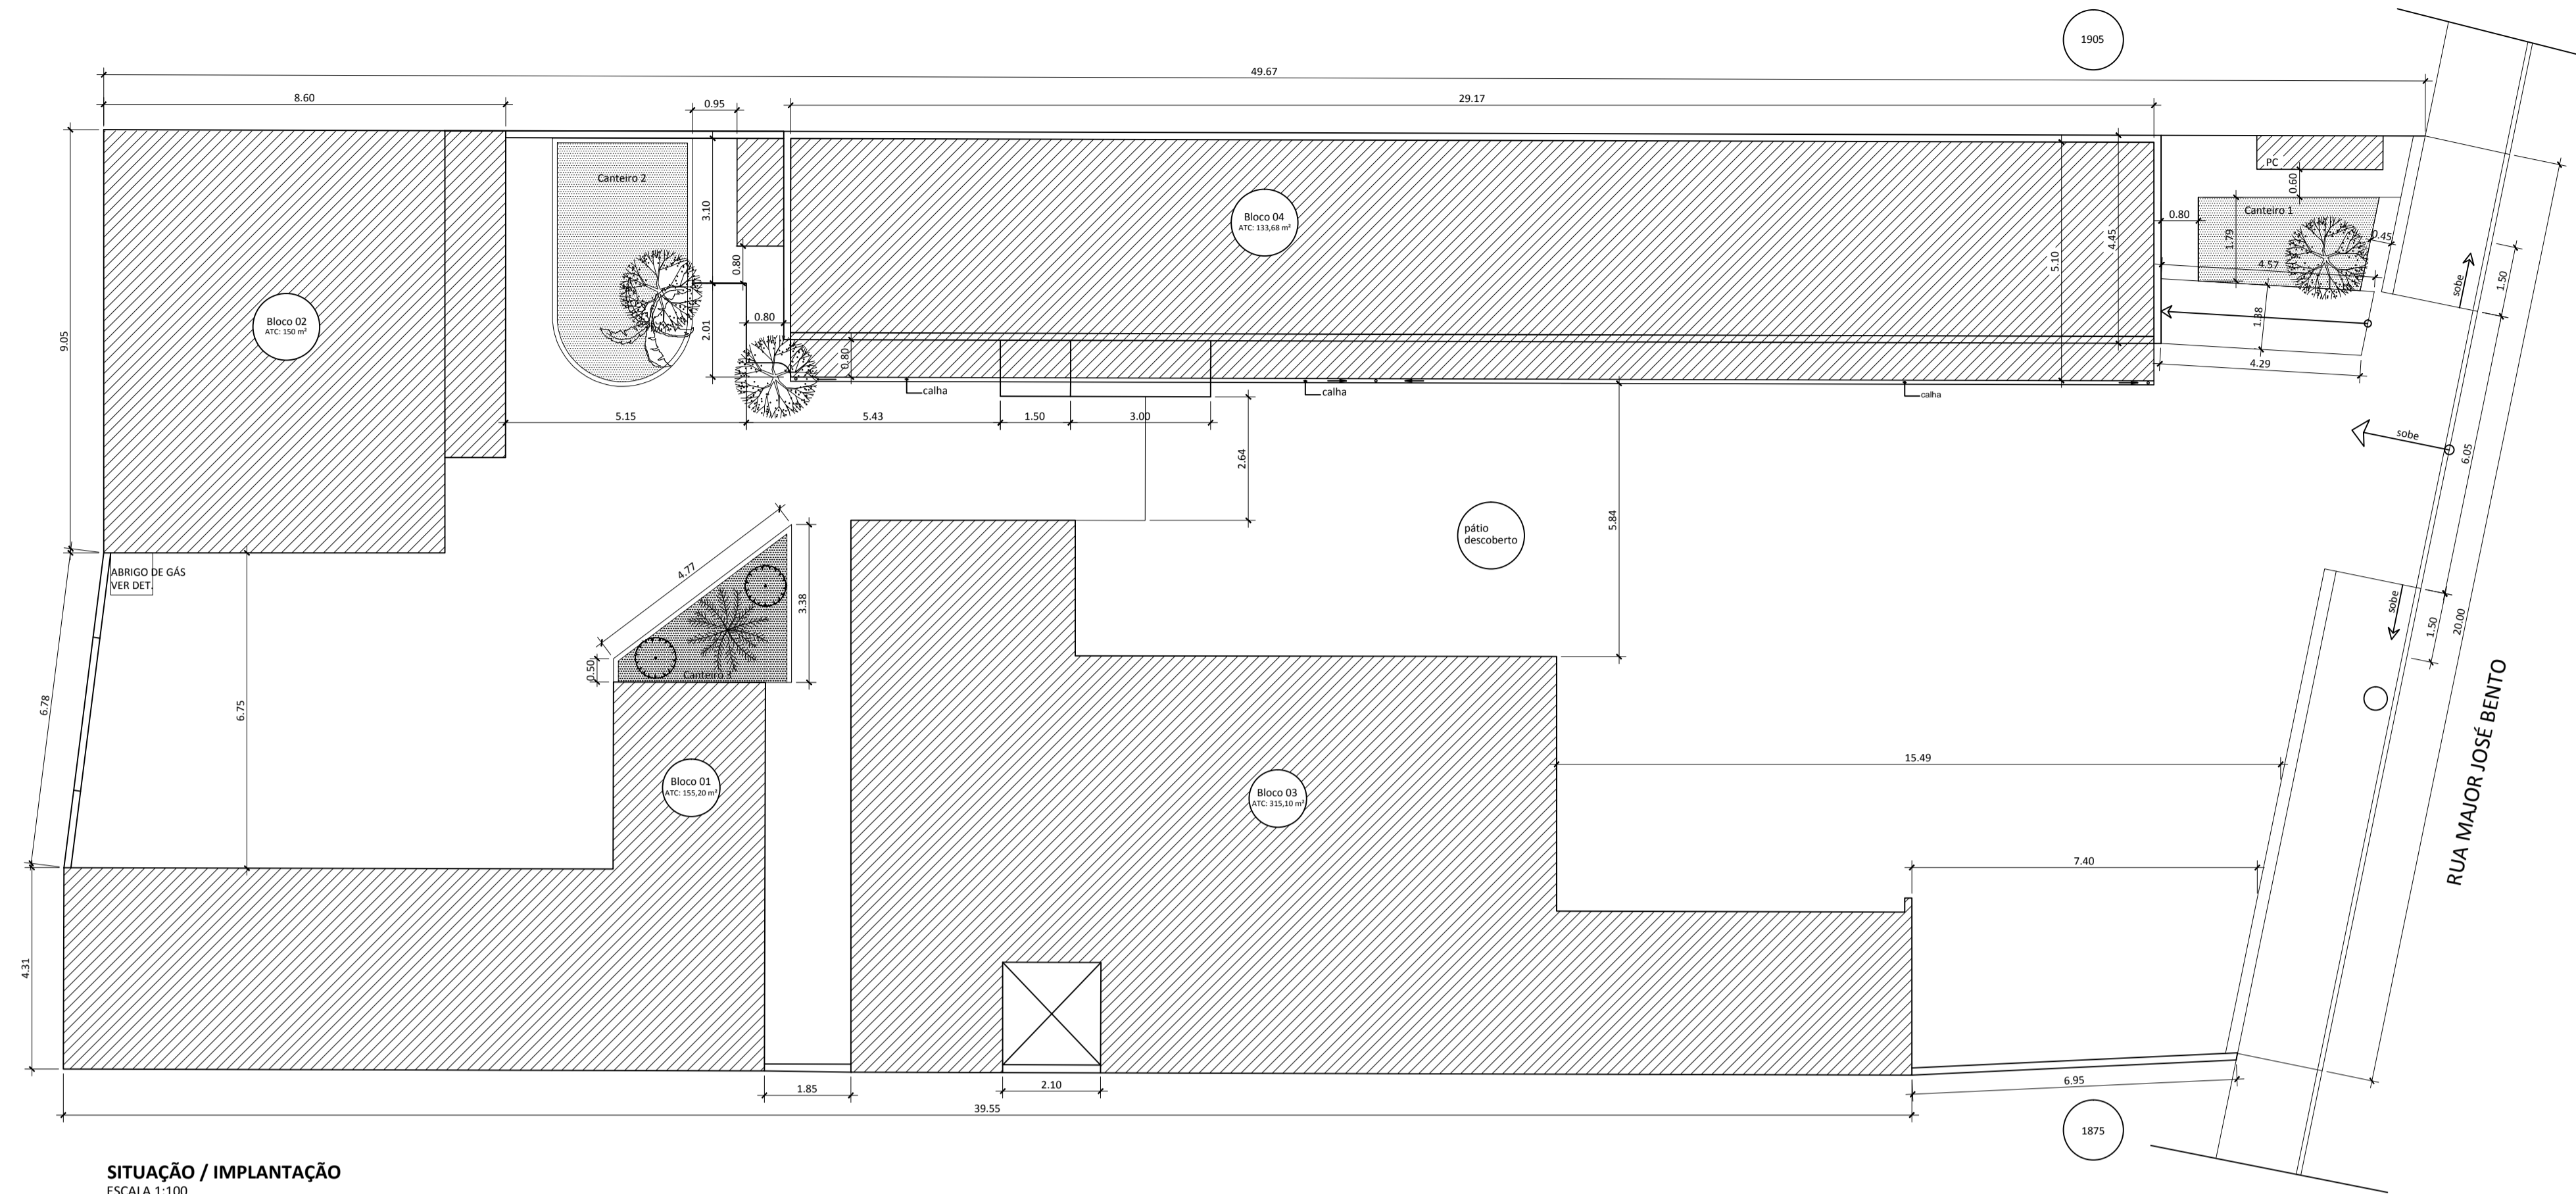 1905
49.67
8.60
0.95
29.17
Canteiro 2
PC
0.60
3.10
Canteiro 1
0.80
1.79
0.45
4.57
4.45
5.10
Bloco 04
ATC: 133,68 m²
0.80
sobe
1.50
9.05
Bloco 02
ATC: 150 m²
0.80
2.01
0.80
1.38
4.29
calha
calha
calha
5.15
5.43
1.50
3.00
2.64
sobe
6.05
5.84
pátio
descoberto
ABRIGO DE GÁS
VER DET.
4.77
3.38
0.50
Canteiro 3
sobe
1.50
20.00
RUA MAJOR JOSÉ BENTO
6.78
6.75
15.49
Bloco 01
ATC: 155,20 m²
Bloco 03
ATC: 315,10 m²
7.40
4.31
1.85
2.10
6.95
39.55
1875
SITUAÇÃO / IMPLANTAÇÃO
ESCALA 1:100